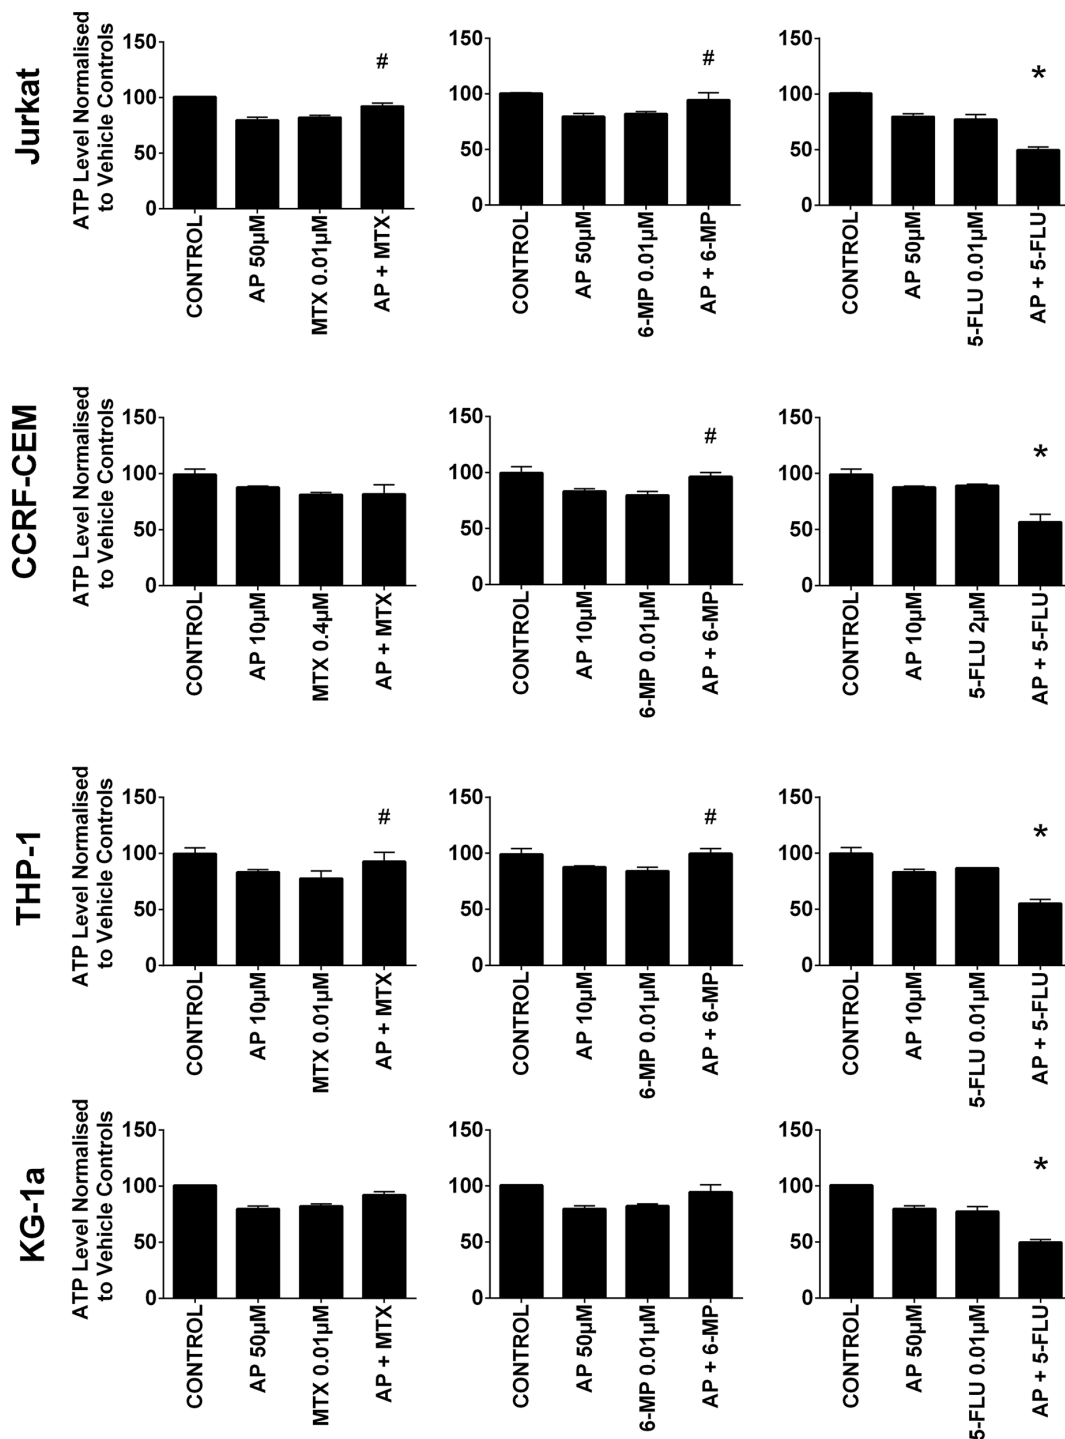 Jurkat
ATP Level Normalised
to Vehicle Controls
150
100
50
0
CONTROL
AP 50µM
MTX 0.01µM
AP + MTX
#
150
100
50
0
CONTROL
AP 50µM
6-MP 0.01µM
AP + 6-MP
#
150
100
50
0
CONTROL
AP 50µM
5-FLU 0.01µM
AP + 5-FLU
*
CCRF-CEM
ATP Level Normalised
to Vehicle Controls
150
100
50
0
CONTROL
AP 10µM
MTX 0.4µM
AP + MTX
150
100
50
0
CONTROL
AP 10µM
6-MP 0.01µM
AP + 6-MP
#
150
100
50
0
CONTROL
AP 10µM
5-FLU 2µM
AP + 5-FLU
*
THP-1
ATP Level Normalised
to Vehicle Controls
150
100
50
0
CONTROL
AP 10µM
MTX 0.01µM
AP + MTX
#
150
100
50
0
CONTROL
AP 10µM
6-MP 0.01µM
AP + 6-MP
#
150
100
50
0
CONTROL
AP 10µM
5-FLU 0.01µM
AP + 5-FLU
*
KG-1a
ATP Level Normalised
to Vehicle Controls
150
100
50
0
CONTROL
AP 50µM
MTX 0.01µM
AP + MTX
150
100
50
0
CONTROL
AP 50µM
6-MP 0.01µM
AP + 6-MP
150
100
50
0
CONTROL
AP 50µM
5-FLU 0.01µM
AP + 5-FLU
*